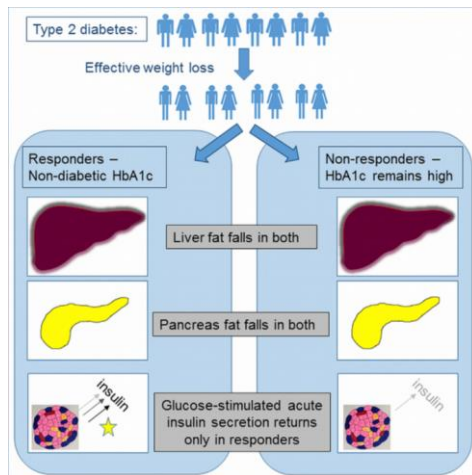 Type 2 diabetes:
Effective weight loss
Responders –
Non-diabetic HbA1c
Non-responders –
HbA1c remains high
Liver fat falls in both
Pancreas fat falls in both
insulin
Glucose-stimulated acute
insulin secretion returns
only in responders
insulin